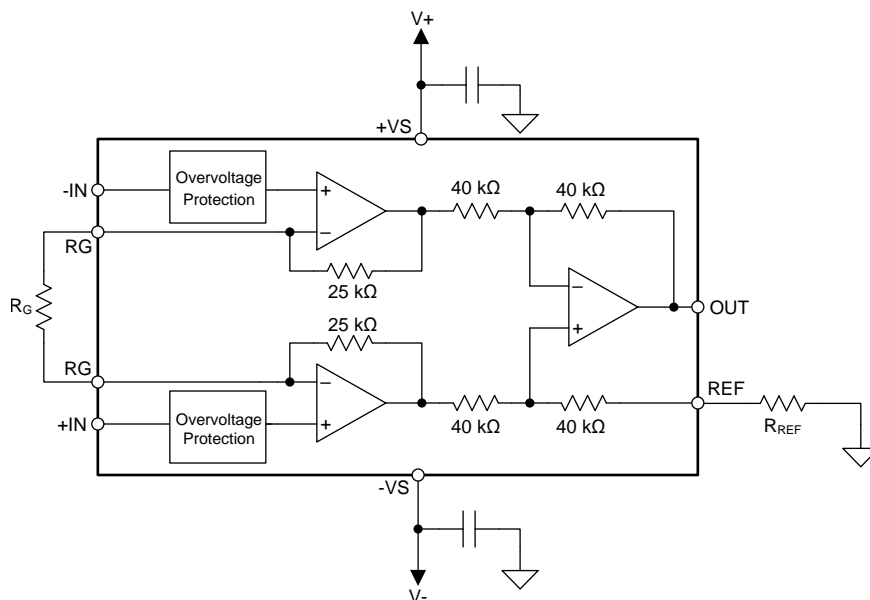 V+
+VS
-IN
Overvoltage
Protection
+
−
40 kΩ
40 kΩ
RG
25 kΩ
RG
−
+
OUT
25 kΩ
RG
−
+
REF
+IN
Overvoltage
Protection
40 kΩ
40 kΩ
RREF
-VS
V-